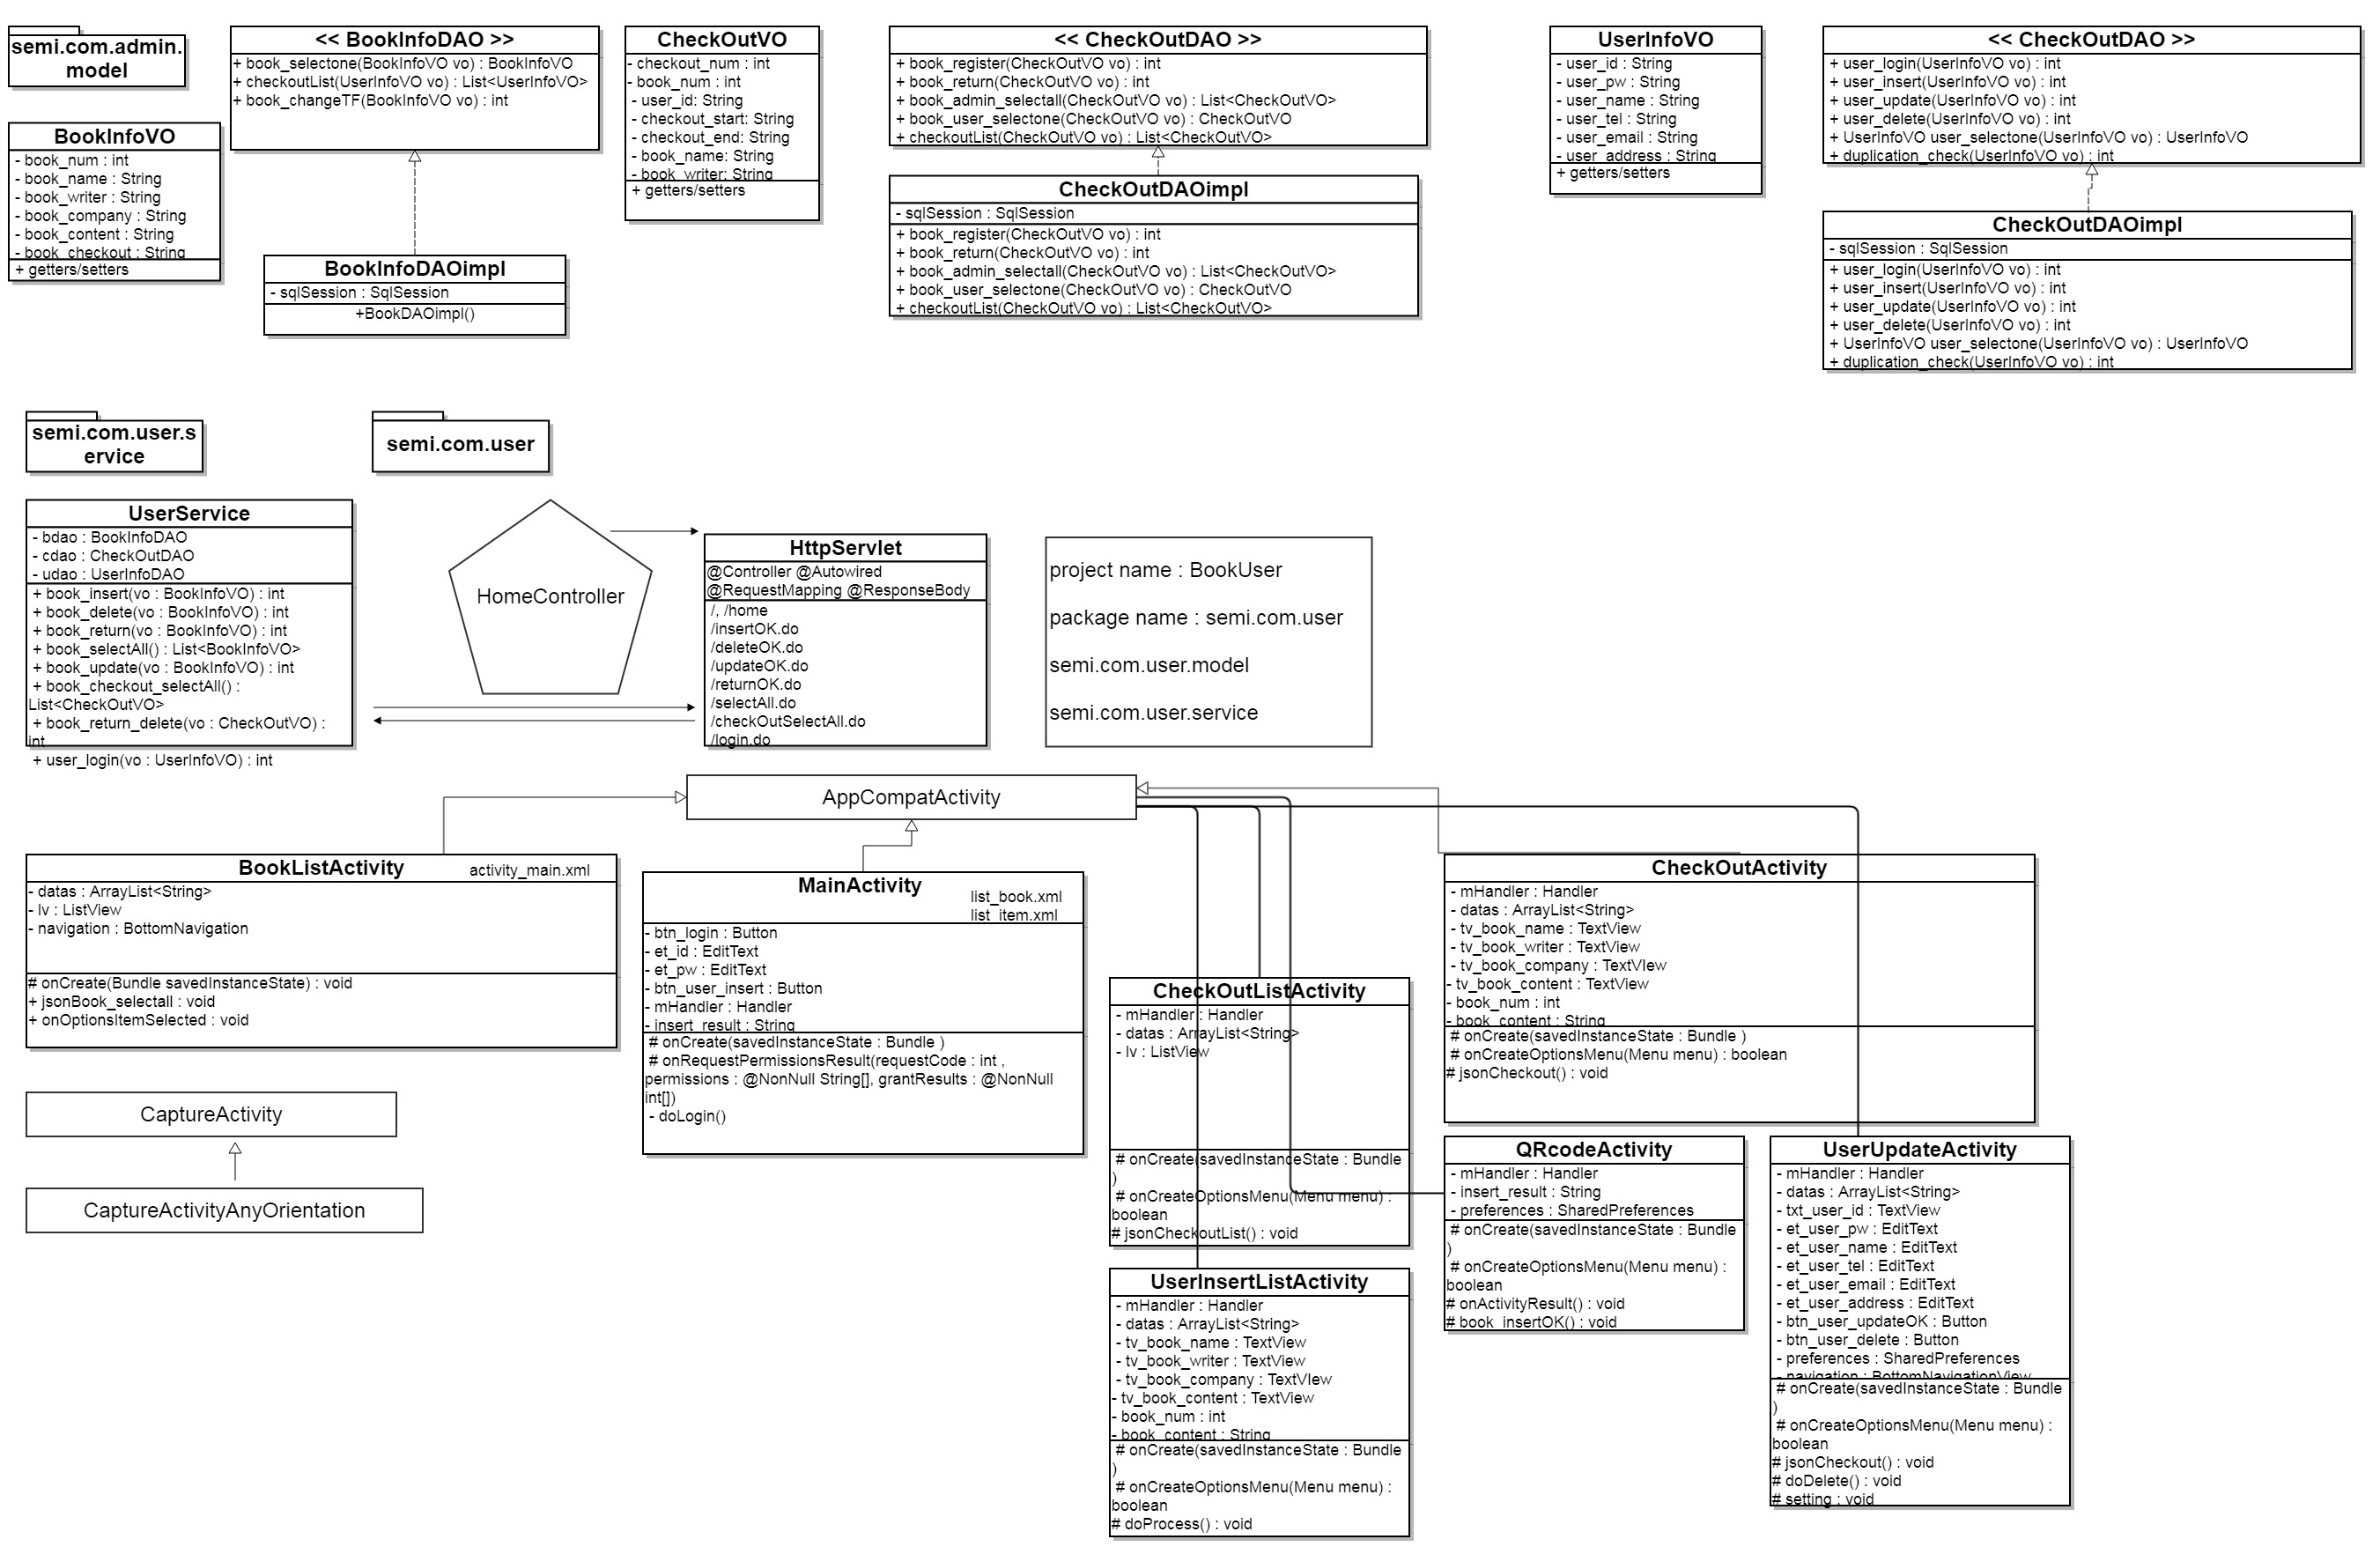 semi.com.admin.
model
<< BookInfoDAO >>
+ book_selectone(BookInfoVO vo) : BookInfoVO
+ checkoutList(UserInfoVO vo) : List<UserInfoVO>
+ book_changeTF(BookInfoVO vo) : int
CheckOutVO
- checkout_num : int
- book_num : int
- user_id: String
- checkout_start: String
- checkout_end: String
- book_name: String
- book_writer: String
+ getters/setters
<< CheckOutDAO >>
+ book_register(CheckOutVO vo) : int
+ book_return(CheckOutVO vo) : int
+ book_admin_selectall(CheckOutVO vo) : List<CheckOutVO>
+ book_user_selectone(CheckOutVO vo) : CheckOutVO
+ checkoutList(CheckOutVO vo) : List<CheckOutVO>
UserInfoVO
- user_id : String
- user_pw : String
- user_name : String
- user_tel : String
- user_email : String
- user_address : String
+ getters/setters
<< CheckOutDAO >>
+ user_login(UserInfoVO vo) : int
+ user_insert(UserInfoVO vo) : int
+ user_update(UserInfoVO vo) : int
+ user_delete(UserInfoVO vo) : int
+ UserInfoVO user_selectone(UserInfoVO vo) : UserInfoVO
+ duplication_check(UserInfoVO vo) : int
BookInfoVO
- book_num : int
- book_name : String
- book_writer : String
- book_company : String
- book_content : String
- book_checkout : String
+ getters/setters
BookInfoDAOimpl
- sqlSession : SqlSession
+BookDAOimpl()
CheckOutDAOimpl
- sqlSession : SqlSession
+ book_register(CheckOutVO vo) : int
+ book_return(CheckOutVO vo) : int
+ book_admin_selectall(CheckOutVO vo) : List<CheckOutVO>
+ book_user_selectone(CheckOutVO vo) : CheckOutVO
+ checkoutList(CheckOutVO vo) : List<CheckOutVO>
CheckOutDAOimpl
- sqlSession : SqlSession
+ user_login(UserInfoVO vo) : int
+ user_insert(UserInfoVO vo) : int
+ user_update(UserInfoVO vo) : int
+ user_delete(UserInfoVO vo) : int
+ UserInfoVO user_selectone(UserInfoVO vo) : UserInfoVO
+ duplication_check(UserInfoVO vo) : int
semi.com.user.s
ervice
semi.com.user
UserService
- bdao : BookInfoDAO
- cdao : CheckOutDAO
- udao : UserInfoDAO
+ book_insert(vo : BookInfoVO) : int
+ book_delete(vo : BookInfoVO) : int
+ book_return(vo : BookInfoVO) : int
+ book_selectAll() : List<BookInfoVO>
+ book_update(vo : BookInfoVO) : int
+ book_checkout_selectAll() :
List<CheckOutVO>
+ book_return_delete(vo : CheckOutVO) :
int
+ user_login(vo : UserInfoVO) : int
HomeController
HttpServlet
@Controller @Autowired
@RequestMapping @ResponseBody
/, /home
/insertOK.do
/deleteOK.do
/updateOK.do
/returnOK.do
/selectAll.do
/checkOutSelectAll.do
/login.do
project name : BookUser
package name : semi.com.user
semi.com.user.model
semi.com.user.service
AppCompatActivity
BookListActivity
activity_main.xml
- datas : ArrayList<String>
- lv : ListView
- navigation : BottomNavigation
# onCreate(Bundle savedInstanceState) : void
+ jsonBook_selectall : void
+ onOptionsItemSelected : void
MainActivity
list_book.xml
list_item.xml
- btn_login : Button
- et_id : EditText
- et_pw : EditText
- btn_user_insert : Button
- mHandler : Handler
- insert_result : String
# onCreate(savedInstanceState : Bundle )
# onRequestPermissionsResult(requestCode : int ,
permissions : @NonNull String[], grantResults : @NonNull
int[])
- doLogin()
CheckOutActivity
- mHandler : Handler
- datas : ArrayList<String>
- tv_book_name : TextView
- tv_book_writer : TextView
- tv_book_company : TextVIew
- tv_book_content : TextView
- book_num : int
- book_content : String
# onCreate(savedInstanceState : Bundle )
# onCreateOptionsMenu(Menu menu) : boolean
# jsonCheckout() : void
CheckOutListActivity
- mHandler : Handler
- datas : ArrayList<String>
- lv : ListView
# onCreate(savedInstanceState : Bundle
)
# onCreateOptionsMenu(Menu menu) :
boolean
# jsonCheckoutList() : void
CaptureActivity
CaptureActivityAnyOrientation
QRcodeActivity
- mHandler : Handler
- insert_result : String
- preferences : SharedPreferences
# onCreate(savedInstanceState : Bundle
)
# onCreateOptionsMenu(Menu menu) :
boolean
# onActivityResult() : void
# book_insertOK() : void
UserUpdateActivity
- mHandler : Handler
- datas : ArrayList<String>
- txt_user_id : TextView
- et_user_pw : EditText
- et_user_name : EditText
- et_user_tel : EditText
- et_user_email : EditText
- et_user_address : EditText
- btn_user_updateOK : Button
- btn_user_delete : Button
- preferences : SharedPreferences
- navigation : BottomNavigationView
# onCreate(savedInstanceState : Bundle
)
# onCreateOptionsMenu(Menu menu) :
boolean
# jsonCheckout() : void
# doDelete() : void
# setting : void
UserInsertListActivity
- mHandler : Handler
- datas : ArrayList<String>
- tv_book_name : TextView
- tv_book_writer : TextView
- tv_book_company : TextVIew
- tv_book_content : TextView
- book_num : int
- book_content : String
# onCreate(savedInstanceState : Bundle
)
# onCreateOptionsMenu(Menu menu) :
boolean
# doProcess() : void